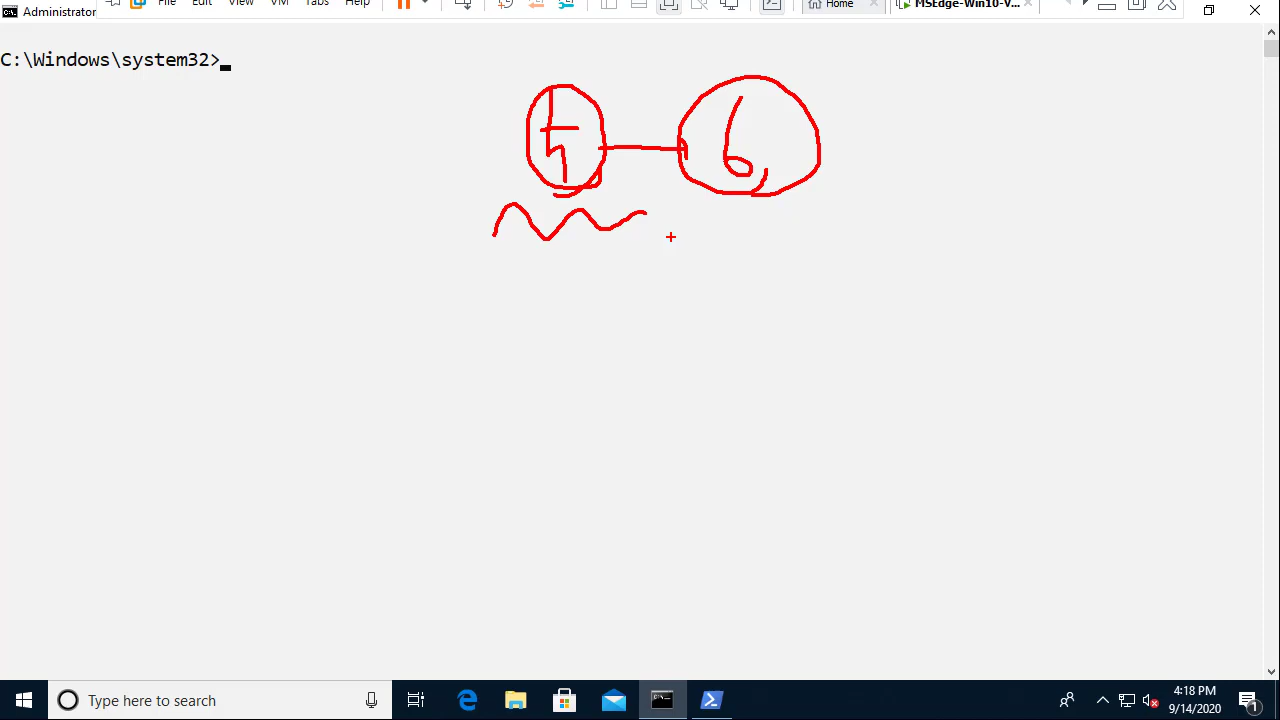 File Edit View VM Tabs Help Home MSEdge-Win10-V...
Administrator
C:\Windows\system32>
6
Type here to search
4:18 PM
9/14/2020
1